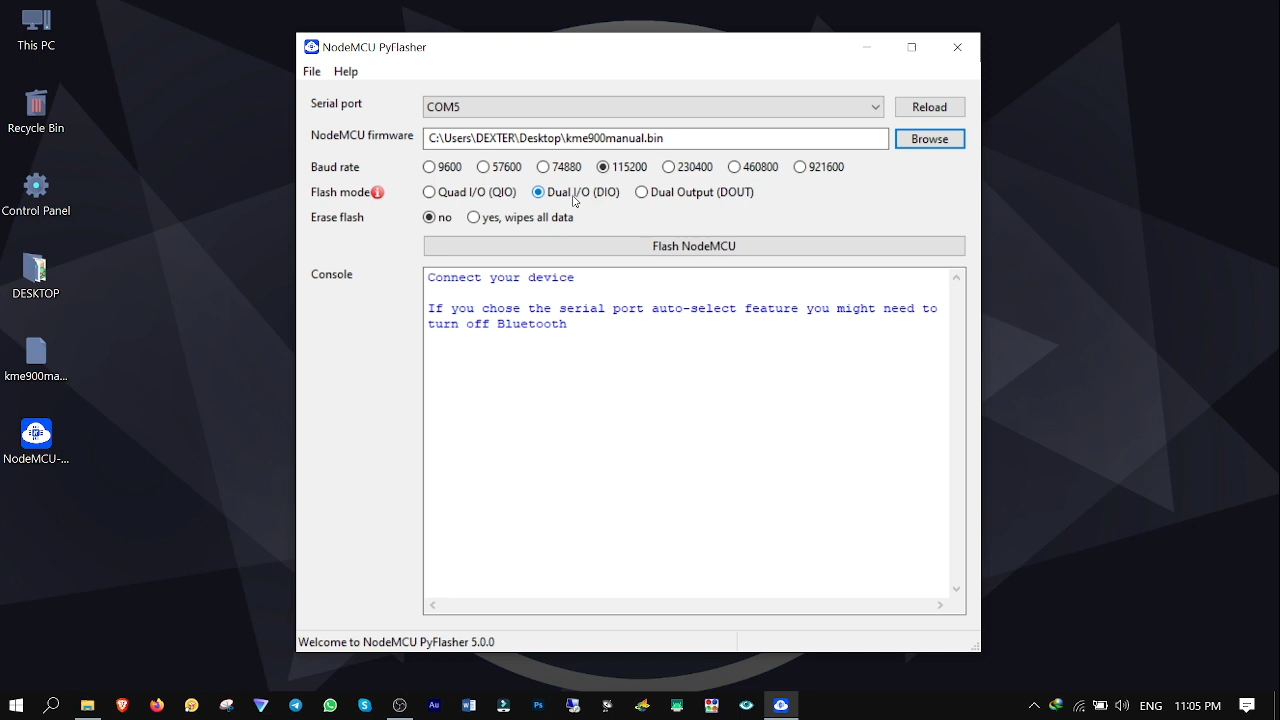 This PC
Recycle Bin
Control Panel
DESKTOP
kme900ma...
NodeMCU-...
NodeMCU PyFlasher
File Help
Serial port COM5 Reload
NodeMCU firmware C:\Users\DEXTER\Desktop\kme900manual.bin Browse
Baud rate 9600 57600 74880 115200 230400 460800 921600
Flash mode Quad I/O (QIO) Dual I/O (DIO) Dual Output (DOUT)
Erase flash no yes, wipes all data
Flash NodeMCU
Console
Connect your device
If you chose the serial port auto-select feature you might need to
turn off Bluetooth
Welcome to NodeMCU PyFlasher 5.0.0
Au Ps ENG 11:05 PM